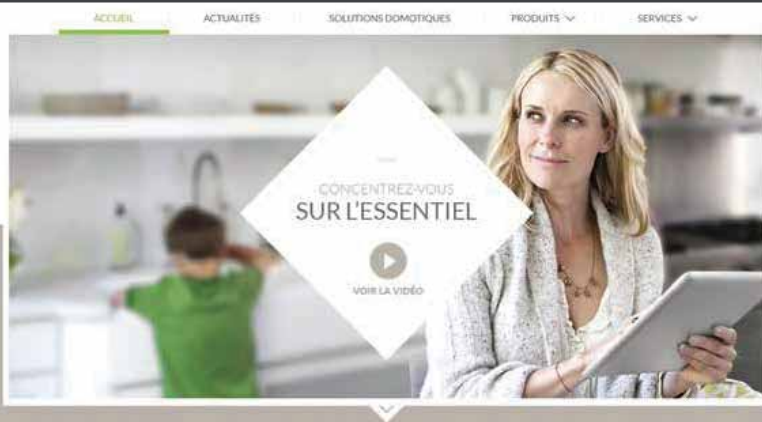 ACCUEIL
ACTUALITÉS
SOLUTIONS DOMOTIQUES
PRODUITS
SERVICES
CONCENTREZ-VOUS
SUR L'ESSENTIEL
VOIR LA VIDÉO